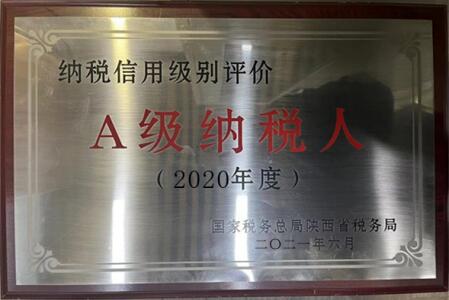 纳税信用级别评价
A级纳税人
（2020年度）
国家税务总局陕西省税务局
二〇二一年六月